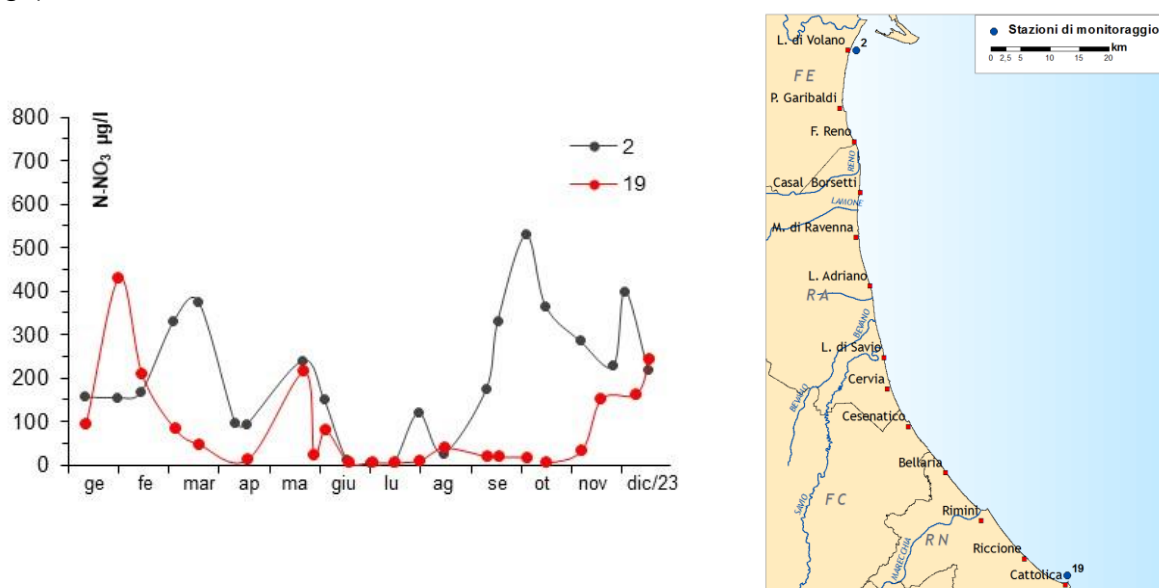 800
700
600
500
400
300
200
100
0
N-NO₃ µg/l
2
19
ge fe mar ap ma giu lu ag se ot nov dic/23
Stazioni di monitoraggio
km
0 2,5 5 10 15 20
L. di Volano
2
FE
P. Garibaldi
F. Reno
RENO
Casal Borsetti
LAMONE
M. di Ravenna
L. Adriano
RA
BEVANO
L. di Savio
Cervia
BEVANO
Cesenatico
Bellaria
SAVIO
FC
Rimini
RN
MARECCHIA
Riccione
19
Cattolica